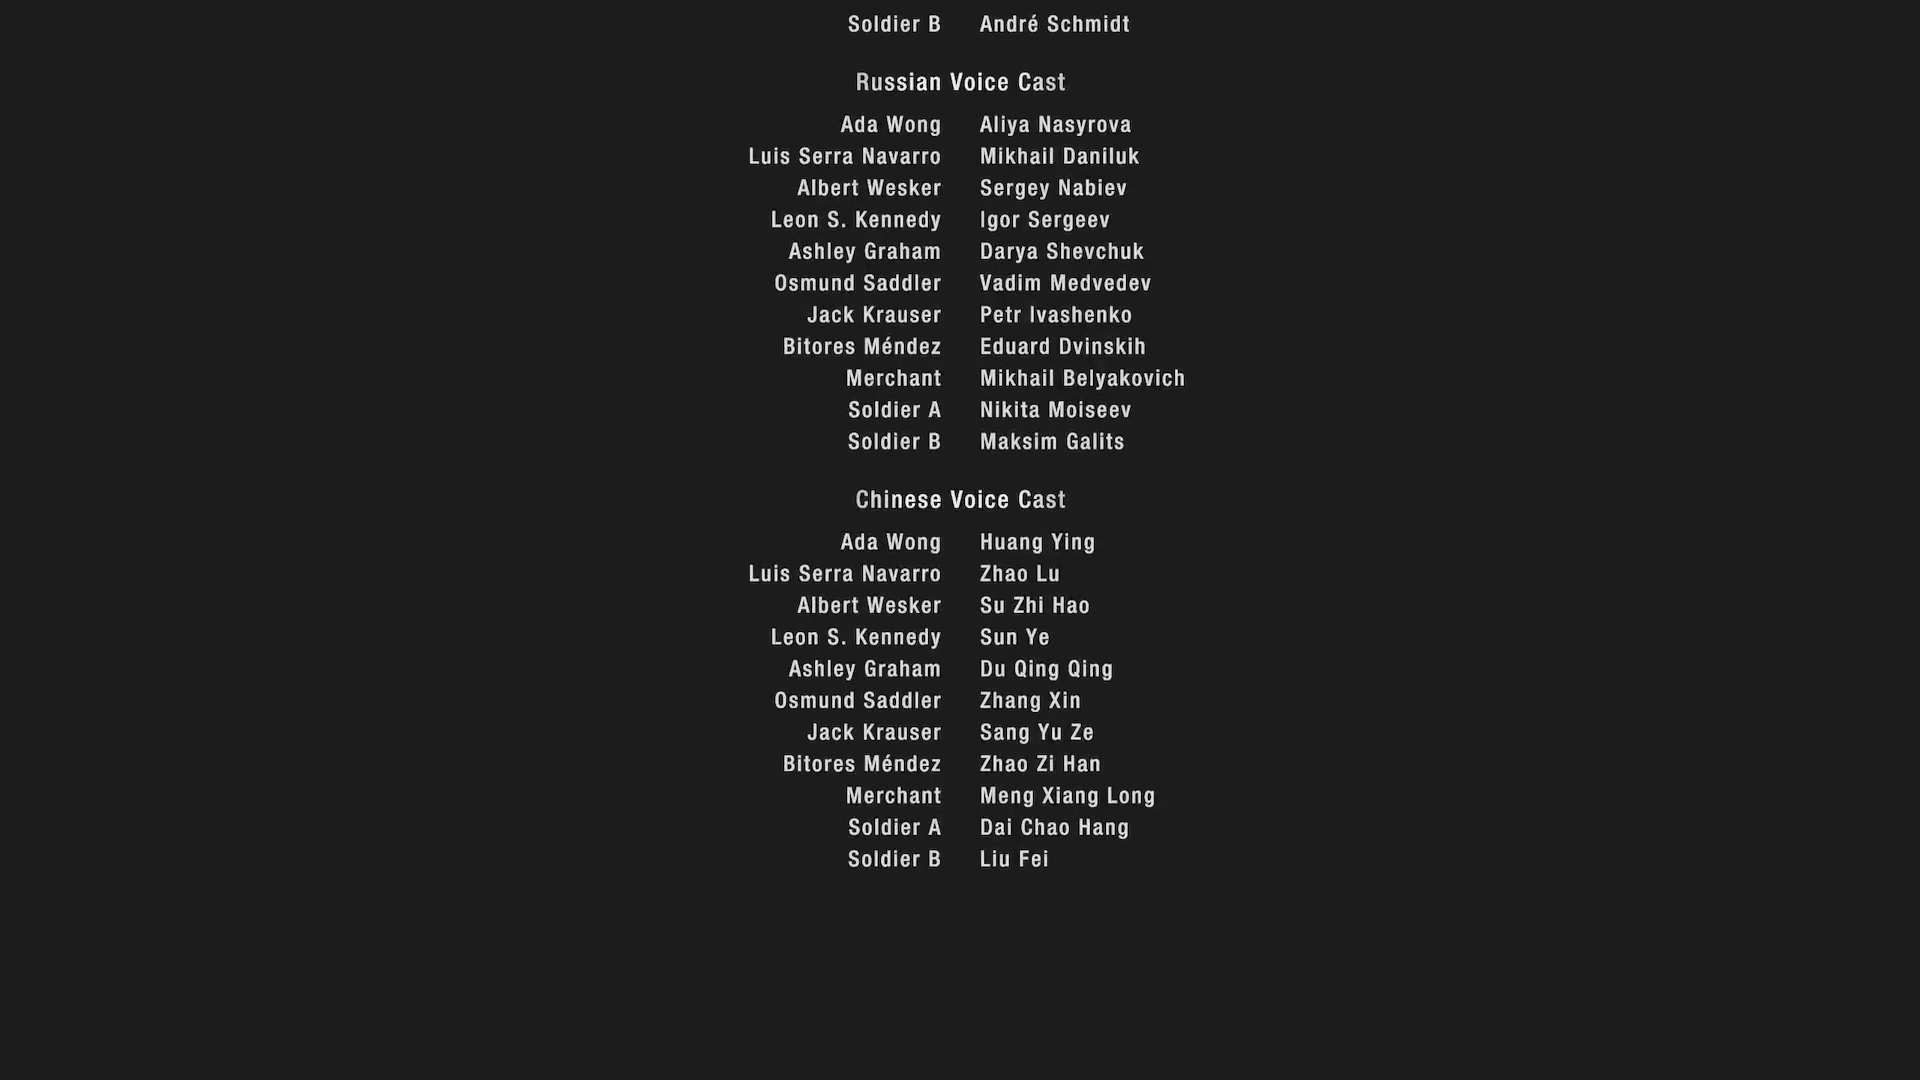 Soldier B André Schmidt
Russian Voice Cast
Ada Wong Aliya Nasyrova
Luis Serra Navarro Mikhail Daniluk
Albert Wesker Sergey Nabiev
Leon S. Kennedy Igor Sergeev
Ashley Graham Darya Shevchuk
Osmund Saddler Vadim Medvedev
Jack Krauser Petr Ivashenko
Bitores Méndez Eduard Dvinskih
Merchant Mikhail Belyakovich
Soldier A Nikita Moiseev
Soldier B Maksim Galits
Chinese Voice Cast
Ada Wong Huang Ying
Luis Serra Navarro Zhao Lu
Albert Wesker Su Zhi Hao
Leon S. Kennedy Sun Ye
Ashley Graham Du Qing Qing
Osmund Saddler Zhang Xin
Jack Krauser Sang Yu Ze
Bitores Méndez Zhao Zi Han
Merchant Meng Xiang Long
Soldier A Dai Chao Hang
Soldier B Liu Fei